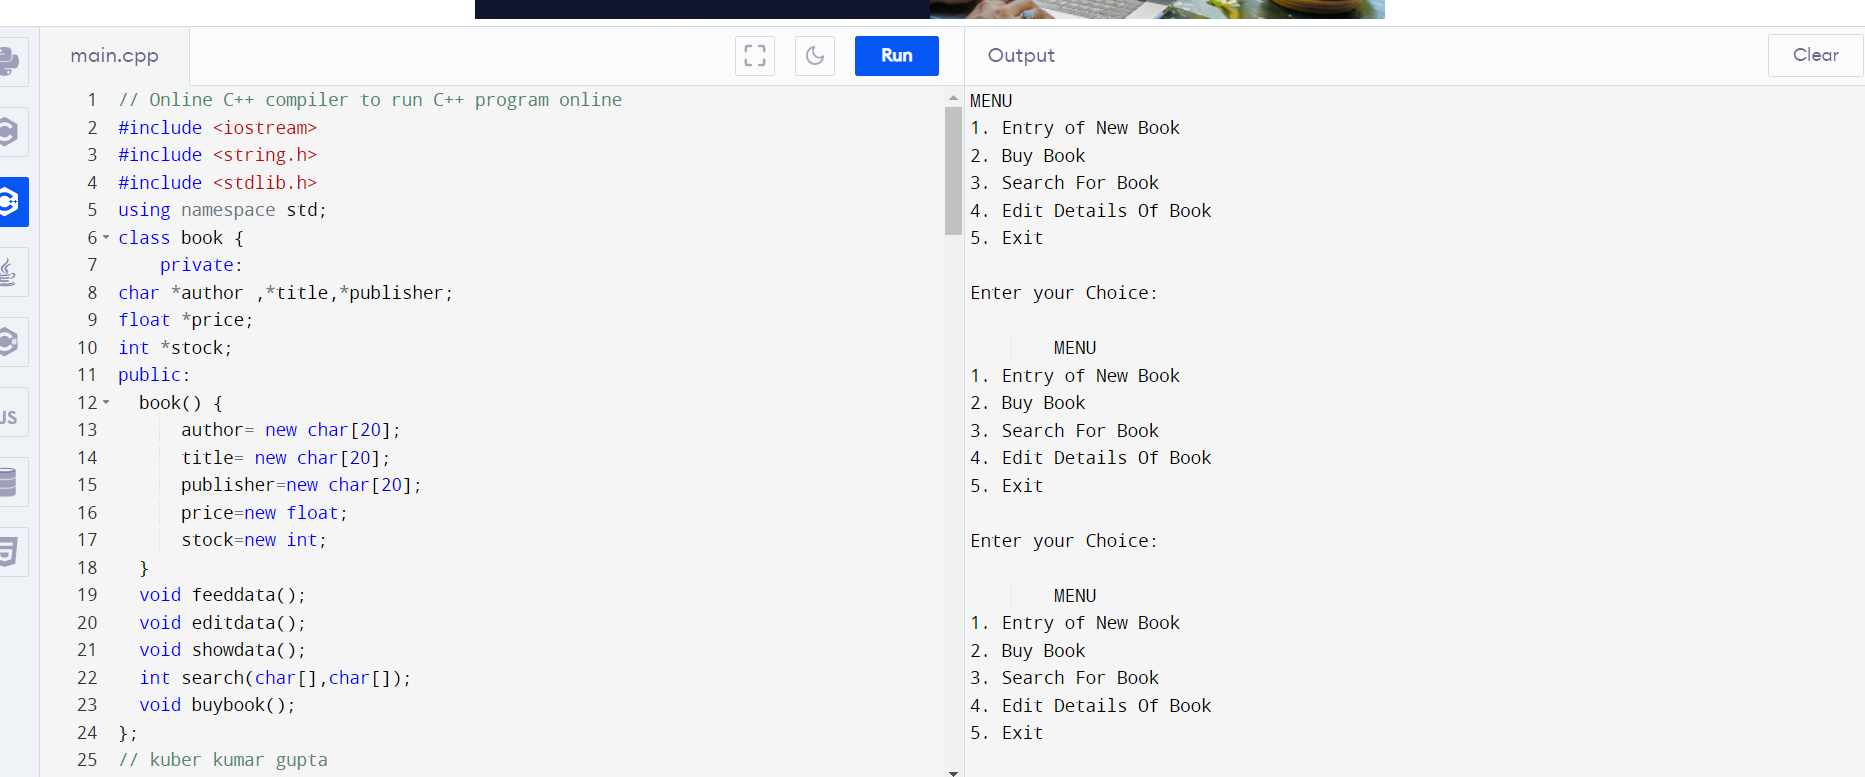 main.cpp
Run
Output
Clear
1 // Online C++ compiler to run C++ program online
2 #include <iostream>
3 #include <string.h>
4 #include <stdlib.h>
5 using namespace std;
6 class book {
7 private:
8 char *author ,*title,*publisher;
9 float *price;
10 int *stock;
11 public:
12 book() {
13 author= new char[20];
14 title= new char[20];
15 publisher=new char[20];
16 price=new float;
17 stock=new int;
18 }
19 void feeddata();
20 void editdata();
21 void showdata();
22 int search(char[],char[]);
23 void buybook();
24 };
25 // kuber kumar gupta
JS
MENU
1. Entry of New Book
2. Buy Book
3. Search For Book
4. Edit Details Of Book
5. Exit
Enter your Choice:
MENU
1. Entry of New Book
2. Buy Book
3. Search For Book
4. Edit Details Of Book
5. Exit
Enter your Choice:
MENU
1. Entry of New Book
2. Buy Book
3. Search For Book
4. Edit Details Of Book
5. Exit